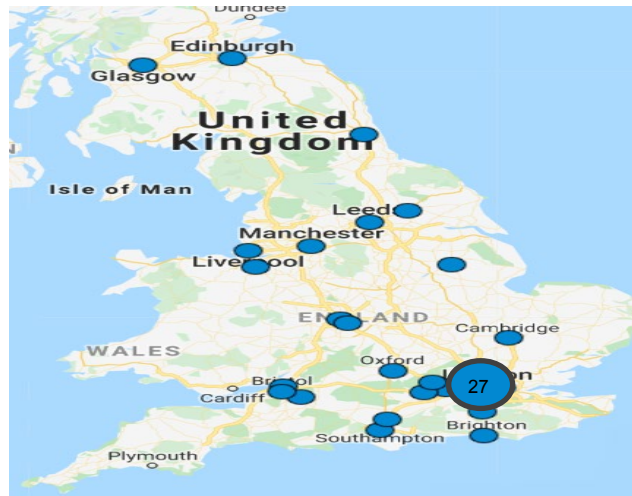 Dundee
Edinburgh
Glasgow
United
Kingdom
Isle of Man
Leeds
Manchester
Liverpool
ENGLAND
Cambridge
WALES
Oxford
London
27
Bristol
Cardiff
Brighton
Southampton
Plymouth